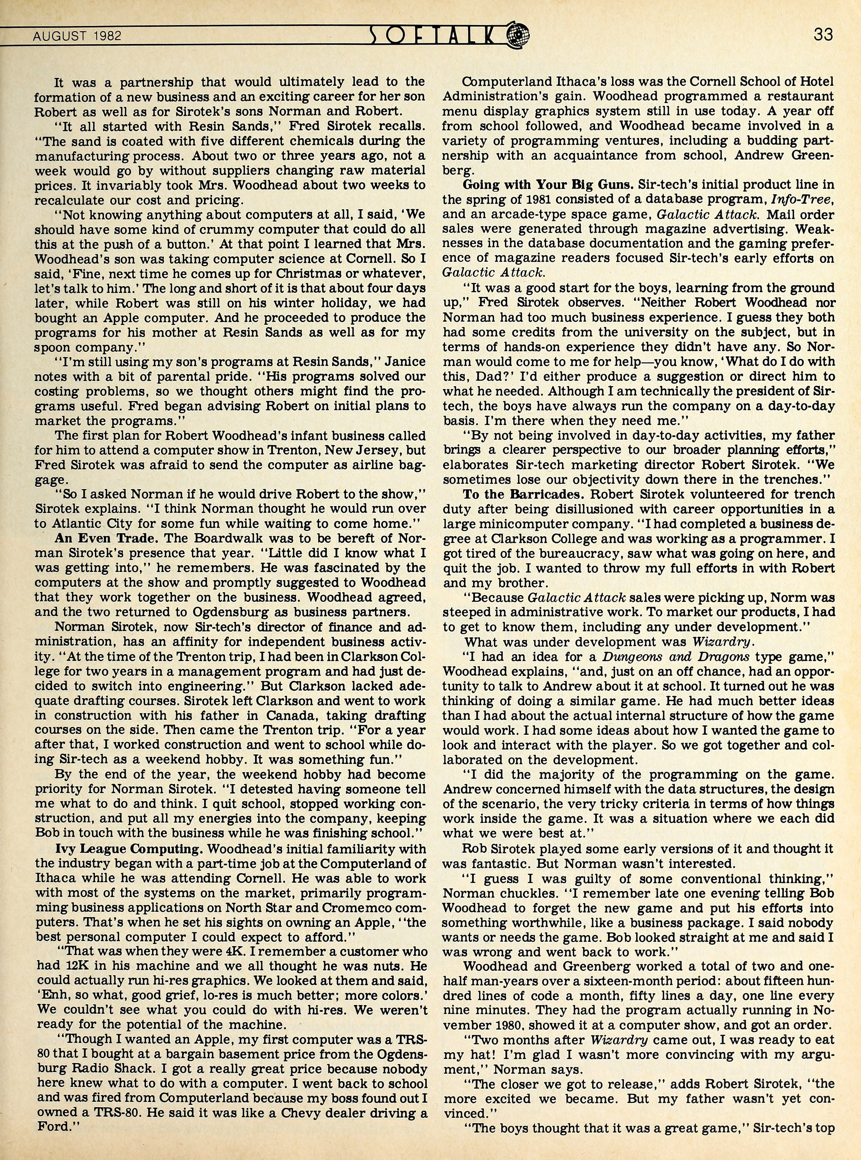 AUGUST 1982
SOFTALK
33
It was a partnership that would ultimately lead to the
formation of a new business and an exciting career for her son
Robert as well as for Sirotek's sons Norman and Robert.
"It all started with Resin Sands," Fred Sirotek recalls.
"The sand is coated with five different chemicals during the
manufacturing process. About two or three years ago, not a
week would go by without suppliers changing raw material
prices. It invariably took Mrs. Woodhead about two weeks to
recalculate our cost and pricing.
"Not knowing anything about computers at all, I said, 'We
should have some kind of crummy computer that could do all
this at the push of a button.' At that point I learned that Mrs.
Woodhead's son was taking computer science at Cornell. So I
said, 'Fine, next time he comes up for Christmas or whatever,
let's talk to him.' The long and short of it is that about four days
later, while Robert was still on his winter holiday, we had
bought an Apple computer. And he proceeded to produce the
programs for his mother at Resin Sands as well as for my
spoon company."
"I'm still using my son's programs at Resin Sands," Janice
notes with a bit of parental pride. "His programs solved our
costing problems, so we thought others might find the pro-
grams useful. Fred began advising Robert on initial plans to
market the programs."
The first plan for Robert Woodhead's infant business called
for him to attend a computer show in Trenton, New Jersey, but
Fred Sirotek was afraid to send the computer as airline bag-
gage.
"So I asked Norman if he would drive Robert to the show,"
Sirotek explains. "I think Norman thought he would run over
to Atlantic City for some fun while waiting to come home."
An Even Trade. The Boardwalk was to be bereft of Nor-
man Sirotek's presence that year. "Little did I know what I
was getting into," he remembers. He was fascinated by the
computers at the show and promptly suggested to Woodhead
that they work together on the business. Woodhead agreed,
and the two returned to Ogdensburg as business partners.
Norman Sirotek, now Sir-tech's director of finance and ad-
ministration, has an affinity for independent business activ-
ity. "At the time of the Trenton trip, I had been in Clarkson Col-
lege for two years in a management program and had just de-
cided to switch into engineering." But Clarkson lacked ade-
quate drafting courses. Sirotek left Clarkson and went to work
in construction with his father in Canada, taking drafting
courses on the side. Then came the Trenton trip. "For a year
after that, I worked construction and went to school while do-
ing Sir-tech as a weekend hobby. It was something fun."
By the end of the year, the weekend hobby had become
priority for Norman Sirotek. "I detested having someone tell
me what to do and think. I quit school, stopped working con-
struction, and put all my energies into the company, keeping
Bob in touch with the business while he was finishing school."
Ivy League Computing. Woodhead's initial familiarity with
the industry began with a part-time job at the Computerland of
Ithaca while he was attending Cornell. He was able to work
with most of the systems on the market, primarily program-
ming business applications on North Star and Cromemco com-
puters. That's when he set his sights on owning an Apple, "the
best personal computer I could expect to afford."
"That was when they were 4K. I remember a customer who
had 12K in his machine and we all thought he was nuts. He
could actually run hi-res graphics. We looked at them and said,
'Enh, so what, good grief, lo-res is much better; more colors.'
We couldn't see what you could do with hi-res. We weren't
ready for the potential of the machine.
"Though I wanted an Apple, my first computer was a TRS-
80 that I bought at a bargain basement price from the Ogdens-
burg Radio Shack. I got a really great price because nobody
here knew what to do with a computer. I went back to school
and was fired from Computerland because my boss found out I
owned a TRS-80. He said it was like a Chevy dealer driving a
Ford."
Computerland Ithaca's loss was the Cornell School of Hotel
Administration's gain. Woodhead programmed a restaurant
menu display graphics system still in use today. A year off
from school followed, and Woodhead became involved in a
variety of programming ventures, including a budding part-
nership with an acquaintance from school, Andrew Green-
berg.
Going with Your Big Guns. Sir-tech's initial product line in
the spring of 1981 consisted of a database program, Info-Tree,
and an arcade-type space game, Galactic Attack. Mail order
sales were generated through magazine advertising. Weak-
nesses in the database documentation and the gaming prefer-
ence of magazine readers focused Sir-tech's early efforts on
Galactic Attack.
"It was a good start for the boys, learning from the ground
up," Fred Sirotek observes. "Neither Robert Woodhead nor
Norman had too much business experience. I guess they both
had some credits from the university on the subject, but in
terms of hands-on experience they didn't have any. So Nor-
man would come to me for help—you know, 'What do I do with
this, Dad?' I'd either produce a suggestion or direct him to
what he needed. Although I am technically the president of Sir-
tech, the boys have always run the company on a day-to-day
basis. I'm there when they need me."
"By not being involved in day-to-day activities, my father
brings a clearer perspective to our broader planning efforts,"
elaborates Sir-tech marketing director Robert Sirotek. "We
sometimes lose our objectivity down there in the trenches."
To the Barricades. Robert Sirotek volunteered for trench
duty after being disillusioned with career opportunities in a
large minicomputer company. "I had completed a business de-
gree at Clarkson College and was working as a programmer. I
got tired of the bureaucracy, saw what was going on here, and
quit the job. I wanted to throw my full efforts in with Robert
and my brother.
"Because Galactic Attack sales were picking up, Norm was
steeped in administrative work. To market our products, I had
to get to know them, including any under development."
What was under development was Wizardry.
"I had an idea for a Dungeons and Dragons type game,"
Woodhead explains, "and, just on an off chance, had an oppor-
tunity to talk to Andrew about it at school. It turned out he was
thinking of doing a similar game. He had much better ideas
than I had about the actual internal structure of how the game
would work. I had some ideas about how I wanted the game to
look and interact with the player. So we got together and col-
laborated on the development.
"I did the majority of the programming on the game.
Andrew concerned himself with the data structures, the design
of the scenario, the very tricky criteria in terms of how things
work inside the game. It was a situation where we each did
what we were best at."
Rob Sirotek played some early versions of it and thought it
was fantastic. But Norman wasn't interested.
"I guess I was guilty of some conventional thinking,"
Norman chuckles. "I remember late one evening telling Bob
Woodhead to forget the new game and put his efforts into
something worthwhile, like a business package. I said nobody
wants or needs the game. Bob looked straight at me and said I
was wrong and went back to work."
Woodhead and Greenberg worked a total of two and one-
half man-years over a sixteen-month period: about fifteen hun-
dred lines of code a month, fifty lines a day, one line every
nine minutes. They had the program actually running in No-
vember 1980, showed it at a computer show, and got an order.
"Two months after Wizardry came out, I was ready to eat
my hat! I'm glad I wasn't more convincing with my argu-
ment," Norman says.
"The closer we got to release," adds Robert Sirotek, "the
more excited we became. But my father wasn't yet con-
vinced."
"The boys thought that it was a great game," Sir-tech's top